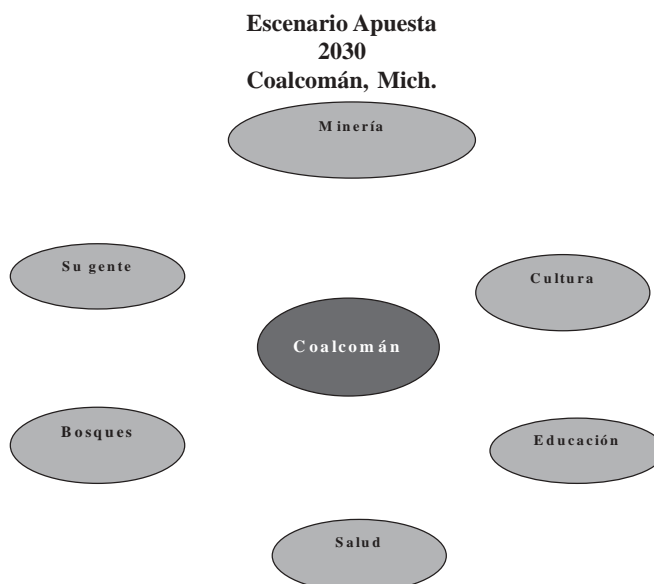 Escenario Apuesta
2030
Coalcomán, Mich.
Minería
Su gente
Cultura
Coalcomán
Bosques
Educación
Salud